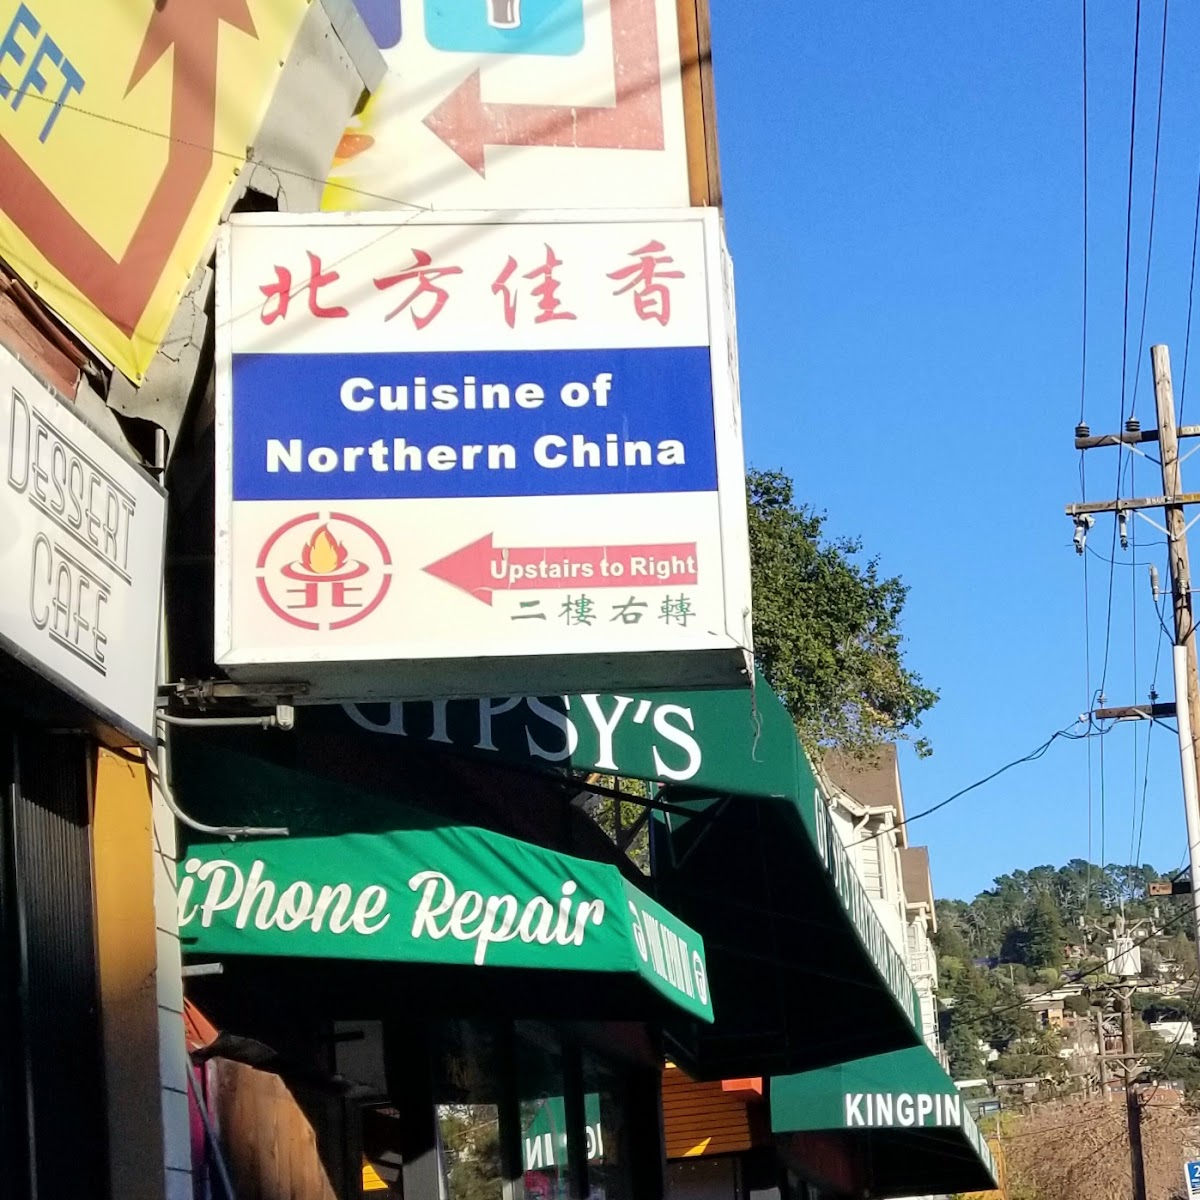 EFT
北方佳香
Cuisine of
Northern China
Upstairs to Right
二樓右轉
北
DESSERT
CAFE
GYPSY'S
iPhone Repair
KINGPIN